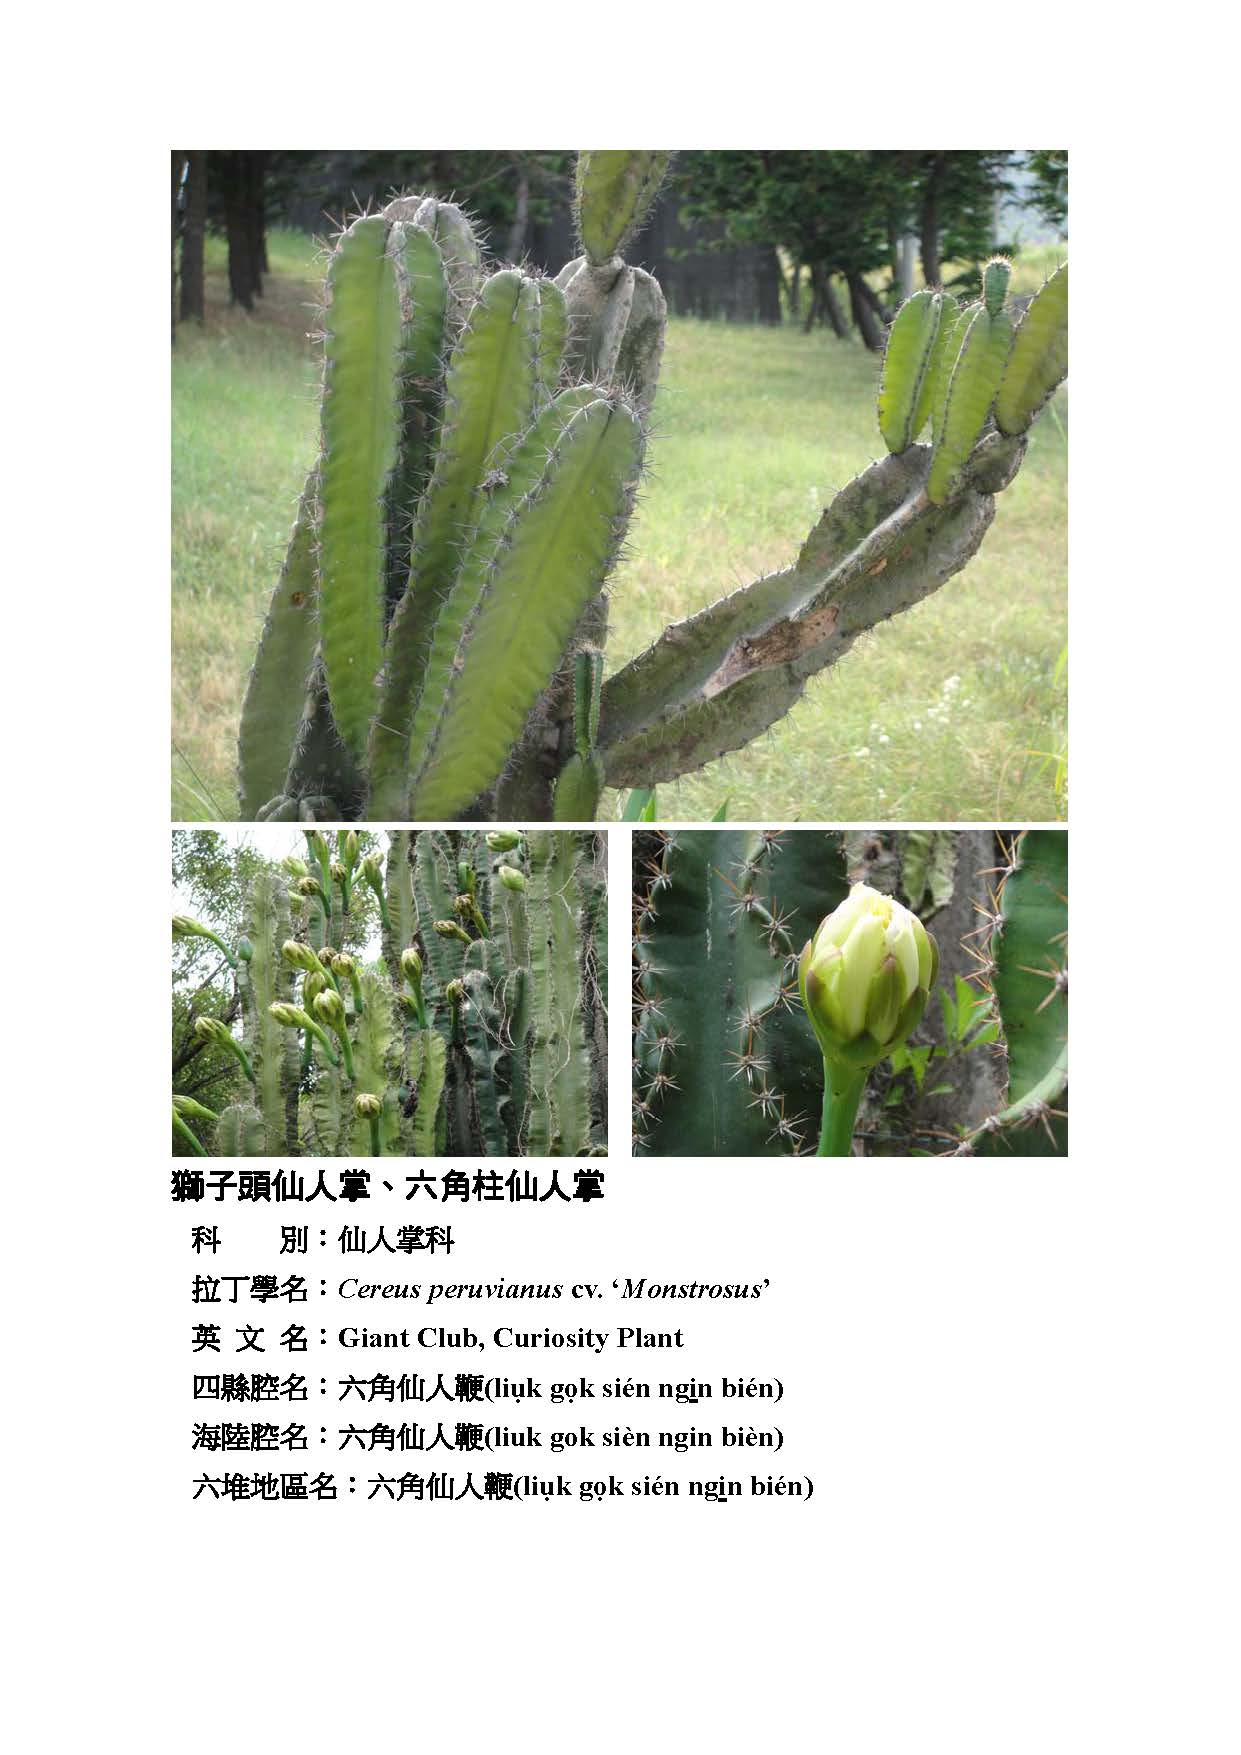 獅子頭仙人掌、六角柱仙人掌
科　　別：仙人掌科
拉丁學名：Cereus peruvianus cv. ‘Monstrosus’
英 文 名：Giant Club, Curiosity Plant
四縣腔名：六角仙人鞭(liụk gọk sién ngi̲n bién)
海陸腔名：六角仙人鞭(liuk gok sièn ngin bièn)
六堆地區名：六角仙人鞭(liụk gọk sién ngi̲n bién)